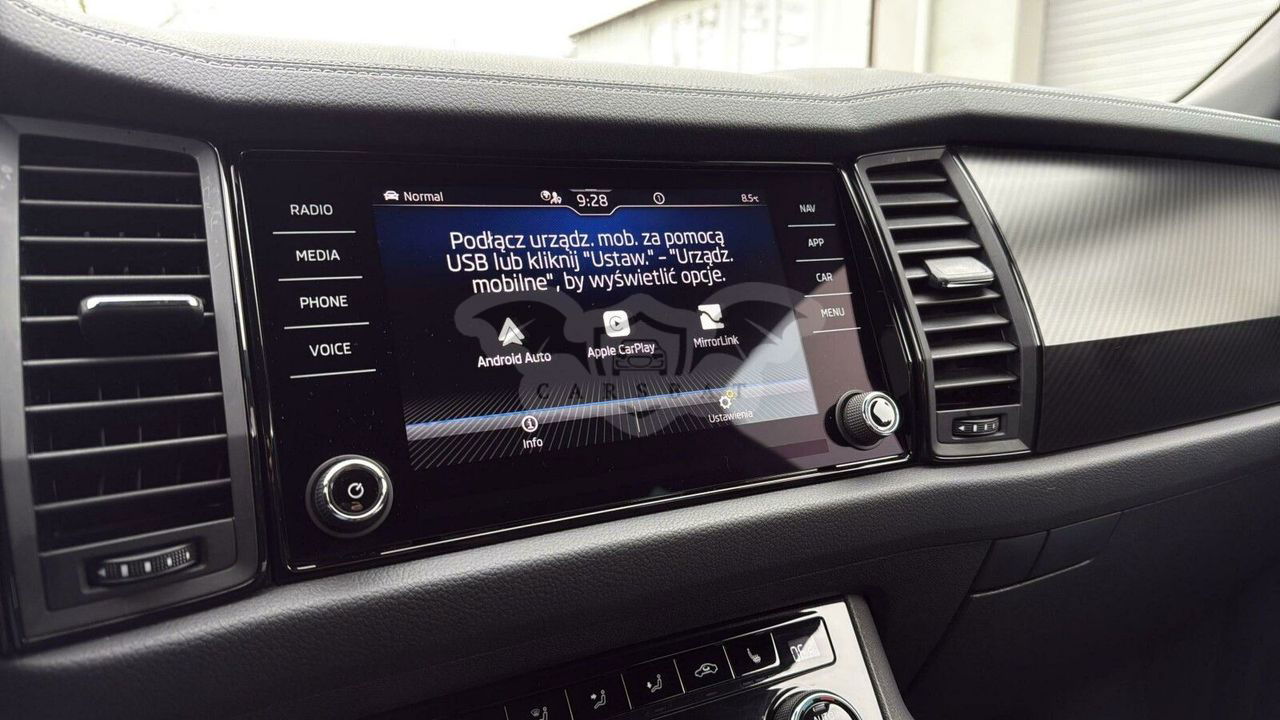 Normal
9:28
8.5°C
RADIO
MEDIA
PHONE
VOICE
NAV
APP
CAR
MENU
Podłącz urządz. mob. za pomocą
USB lub kliknij "Ustaw." - "Urządz.
mobilne", by wyświetlić opcje.
Android Auto
Apple CarPlay
MirrorLink
CARSBAT
Info
Ustawienia